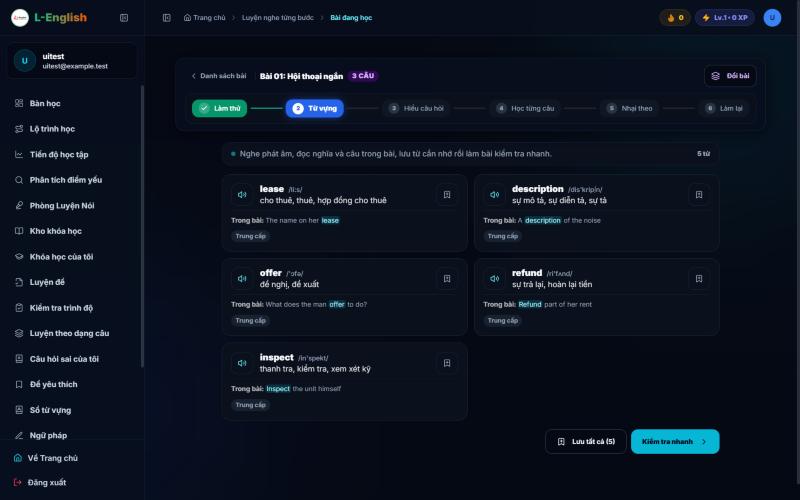 L-English
Trang chủ > Luyện nghe từng bước > Bài đang học
0
Lv.1 · 0 XP
U
U
uitest
uitest@example.test
Bàn học
Lộ trình học
Tiến độ học tập
Phân tích điểm yếu
Phòng Luyện Nói
Kho khóa học
Khóa học của tôi
Luyện đề
Kiểm tra trình độ
Luyện theo dạng câu
Câu hỏi sai của tôi
Đề yêu thích
Sổ từ vựng
Ngữ pháp
Về Trang chủ
Đăng xuất
Danh sách bài
Bài 01: Hội thoại ngắn
3 CÂU
Đổi bài
Làm thử
2 Từ vựng
3 Hiểu câu hỏi
4 Học từng câu
5 Nhại theo
6 Làm lại
Nghe phát âm, đọc nghĩa và câu trong bài, lưu từ cần nhớ rồi làm bài kiểm tra nhanh.
5 từ
lease /li:s/
cho thuê, thuê, hợp đồng cho thuê
Trong bài: The name on her lease
Trung cấp
description /dis'kripʃn/
sự mô tả, sự diễn tả, sự tả
Trong bài: A description of the noise
Trung cấp
offer /'ɔfə/
đề nghị, đề xuất
Trong bài: What does the man offer to do?
Trung cấp
refund /ri'fʌnd/
sự trả lại, hoàn lại tiền
Trong bài: Refund part of her rent
Trung cấp
inspect /in'spekt/
thanh tra, kiểm tra, xem xét kỹ
Trong bài: Inspect the unit himself
Trung cấp
Lưu tất cả (5)
Kiểm tra nhanh